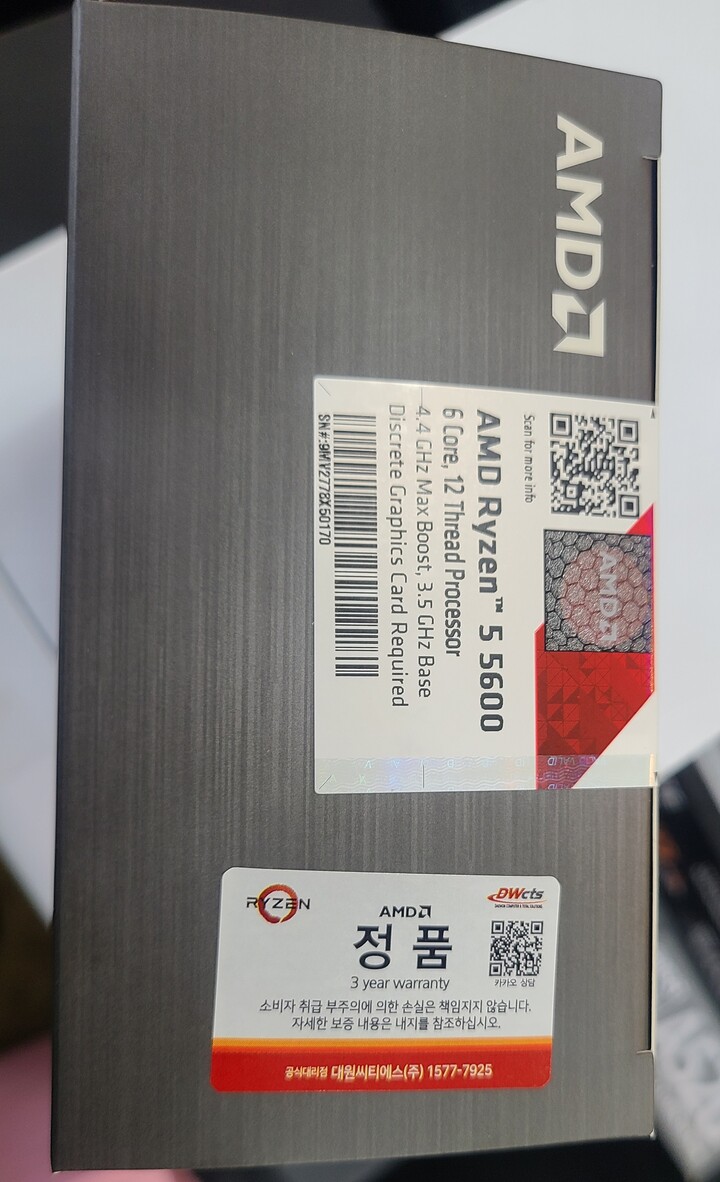 AMD
Scan for more info
AMD
AMD Ryzen™ 5 5600
6 Core, 12 Thread Processor
4.4 GHz Max Boost, 3.5 GHz Base
Discrete Graphics Card Required
SN#:9MV2778X50170
VALID
RYZEN
AMD
정품
3 year warranty
DWcts
카카오 상담
소비자 취급 부주의에 의한 손실은 책임지지 않습니다.
자세한 보증 내용은 내지를 참조하십시오.
공식대리점 대원씨티에스(주) 1577-7925